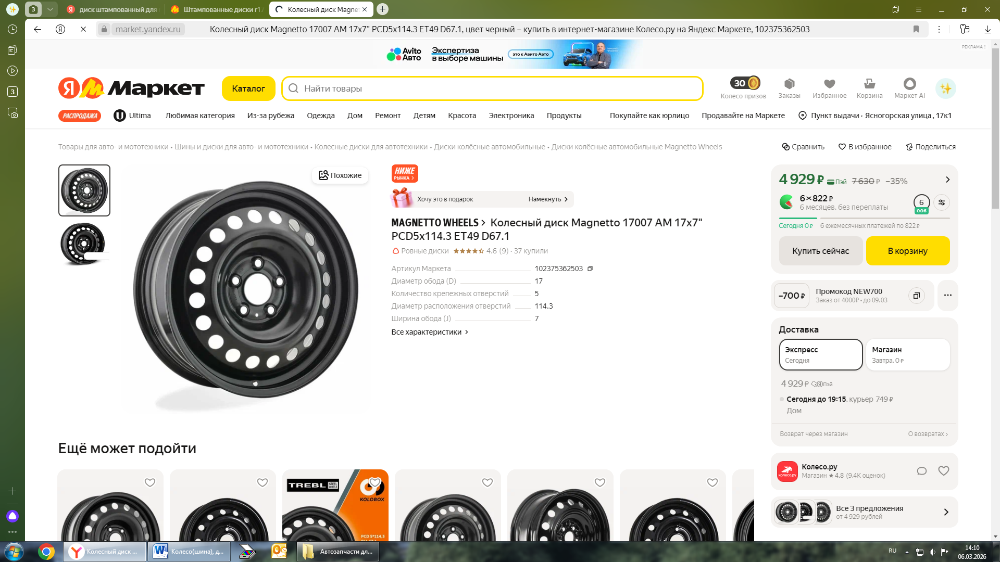 3
диск штампованный для
Штампованные диски r17
Колесный диск Magne
market.yandex.ru
Колесный диск Magnetto 17007 AM 17x7" PCD5x114.3 ET49 D67.1, цвет черный – купить в интернет-магазине Колесо.ру на Яндекс Маркете, 102375362503
Avito Авто
Экспертиза в выборе машины
это к Авито Авто
РЕКЛАМА
Я М Маркет
Каталог
Найти товары
30
Колесо призов
Заказы
Избранное
Корзина
Маркет AI
РАСПРОДАЖА
Ultima
Любимая категория
Из-за рубежа
Одежда
Дом
Ремонт
Детям
Красота
Электроника
Продукты
Покупайте как юрлицо
Продавайте на Маркете
Пункт выдачи · Ясногорская улица, 17к1
Товары для авто- и мототехники • Шины и диски для авто- и мототехники • Колесные диски для автотехники • Диски колёсные автомобильные • Диски колёсные автомобильные Magnetto Wheels
Сравнить
В избранное
Поделиться
Похожие
НИЖЕ РЫНКА >
Хочу это в подарок
Намекнуть >
MAGNETTO WHEELS > Колесный диск Magnetto 17007 AM 17x7"
PCD5x114.3 ET49 D67.1
Ровные диски ★★★★★ 4.6 (9) · 37 купили
Артикул Маркета 102375362503
Диаметр обода (D) 17
Количество крепежных отверстий 5
Диаметр расположения отверстий 114.3
Ширина обода (J) 7
Все характеристики >
4 929 ₽ Пэй 7 630 ₽ –35%
6×822 ₽
6 месяцев, без переплаты
6
006
Сегодня 0 ₽
6 ежемесячных платежей по 822 ₽
Купить сейчас
В корзину
–700 ₽
Промокод NEW700
Заказ от 4000₽ • до 09.03
Доставка
Экспресс
Сегодня
Магазин
Завтра, 0 ₽
4 929 ₽ Пэй
Сегодня до 19:15, курьер 749 ₽
Дом
Возврат через магазин
О возвратах ›
колесо.ру
Колесо.ру
Магазин ★ 4.8 (9.4K оценок)
Все 3 предложения
от 4 929 рублей
Ещё может подойти
TREBL STEEL WHEELS
KOLOBOX
PCD 5*114,3
3
Колесный диск ...
Колесо(шина), д...
Автозапчасти дл...
RU
14:10
06.03.2026